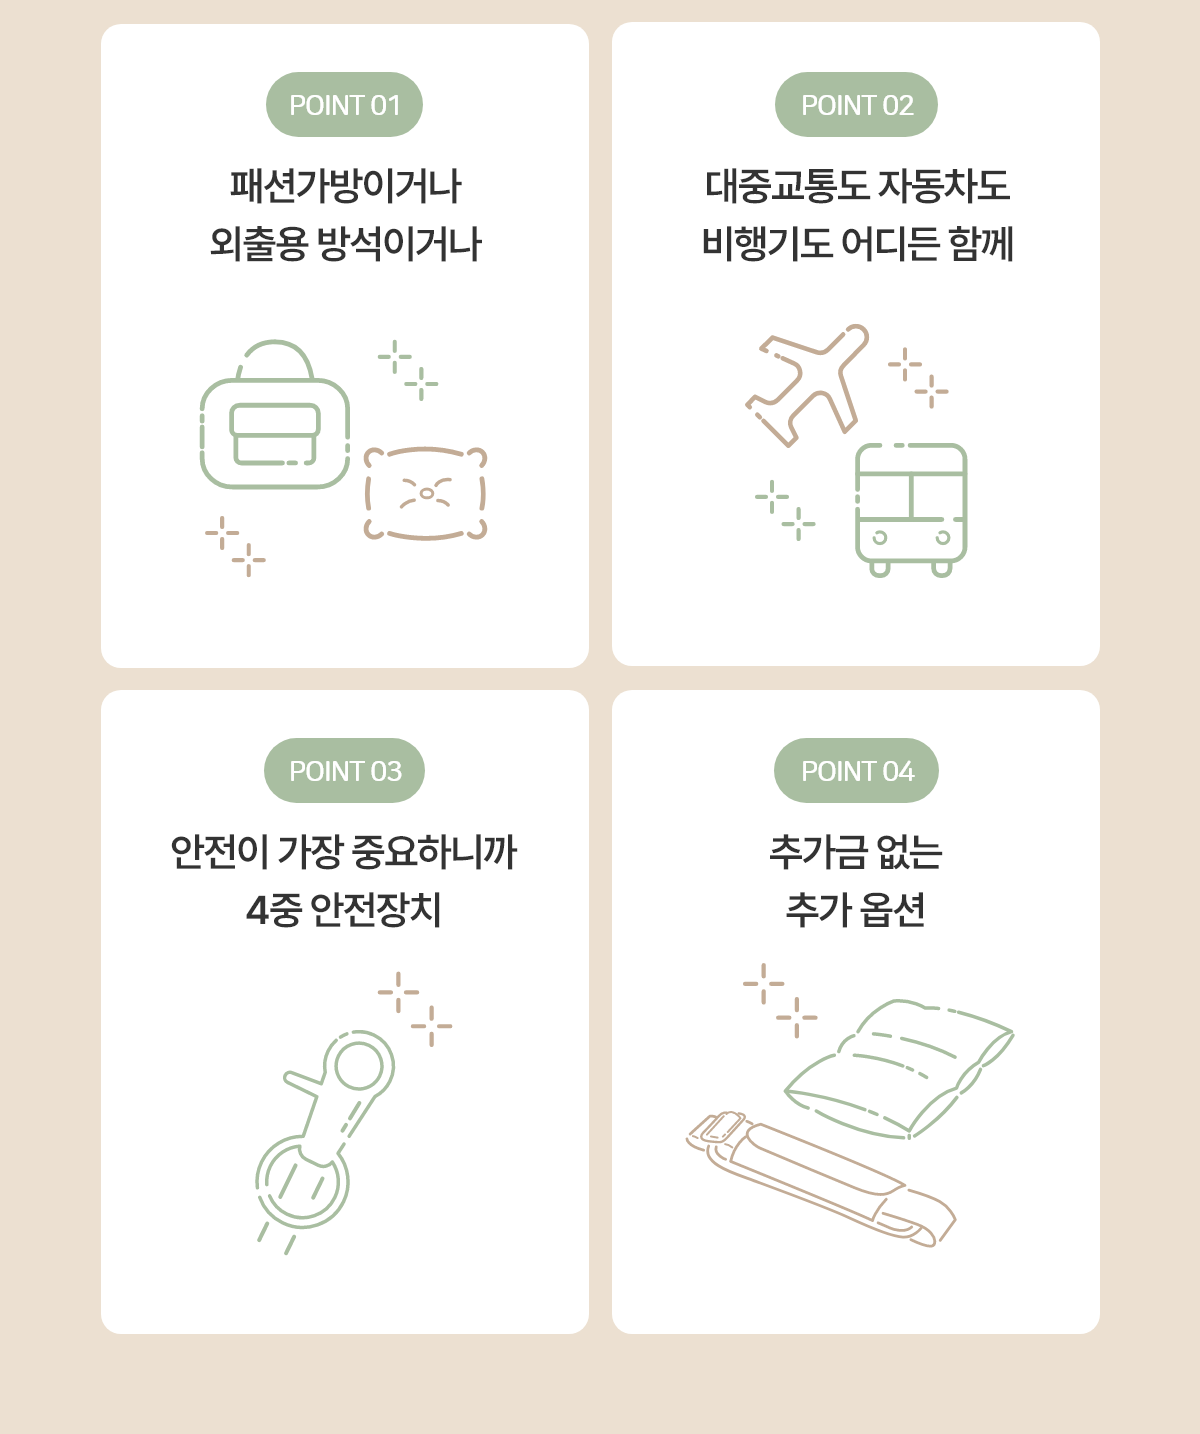 POINT 01
패션가방이거나
외출용 방석이거나
POINT 02
대중교통도 자동차도
비행기도 어디든 함께
POINT 03
안전이 가장 중요하니까
4중 안전장치
POINT 04
추가금 없는
추가 옵션